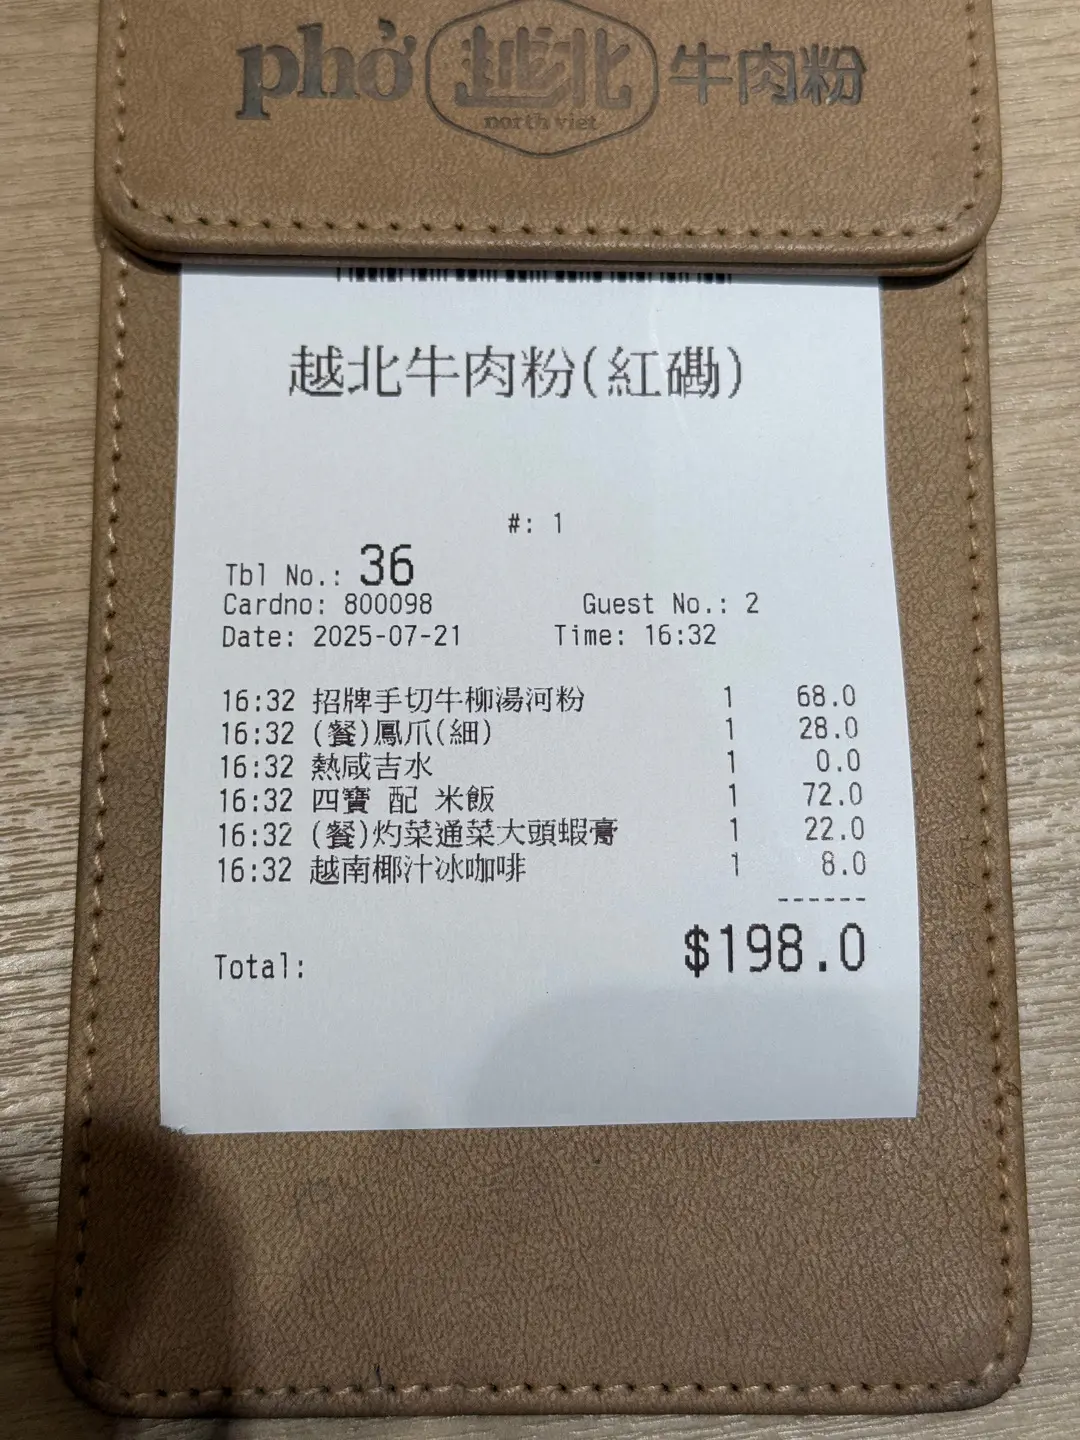 phở 越北 牛肉粉
north viet
越北牛肉粉(紅磡)
#: 1
Tbl No.: 36
Cardno: 800098 Guest No.: 2
Date: 2025-07-21 Time: 16:32
16:32 招牌手切牛柳湯河粉 1 68.0
16:32 (餐)鳳爪(細) 1 28.0
16:32 熱咸吉水 1 0.0
16:32 四寶 配 米飯 1 72.0
16:32 (餐)灼菜通菜大頭蝦膏 1 22.0
16:32 越南椰汁冰咖啡 1 8.0
------
Total: $198.0